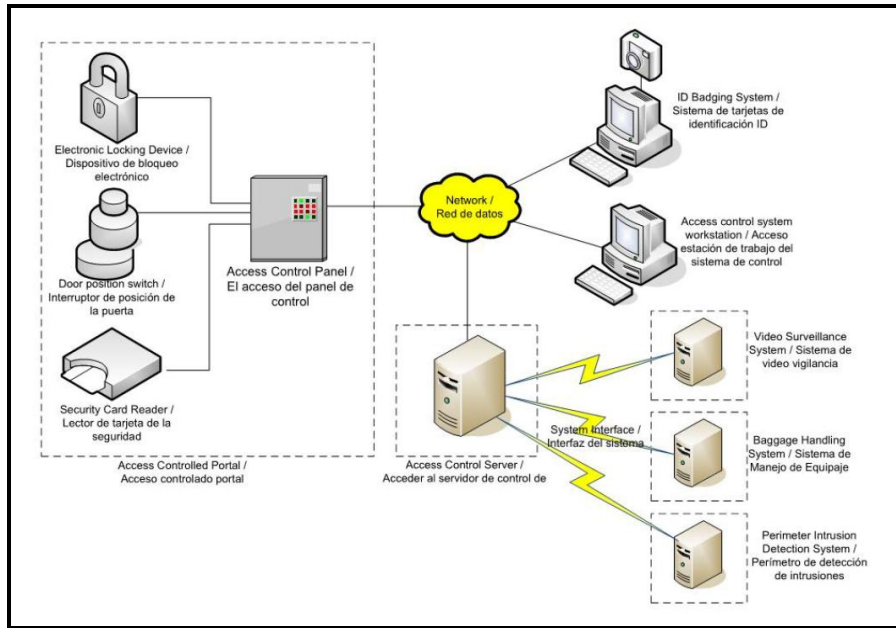 Electronic Locking Device /
Dispositivo de bloqueo
electrónico
Door position switch /
Interruptor de posición de
la puerta
Security Card Reader /
Lector de tarjeta de la
seguridad
Access Control Panel /
El acceso del panel de
control
Access Controlled Portal /
Acceso controlado portal
Network /
Red de datos
ID Badging System /
Sistema de tarjetas de
identificación ID
Access control system
workstation / Acceso
estación de trabajo del
sistema de control
Access Control Server /
Acceder al servidor de control de
System Interface /
Interfaz del sistema
Video Surveillance
System / Sistema de
video vigilancia
Baggage Handling
System / Sistema de
Manejo de Equipaje
Perimeter Intrusion
Detection System /
Perímetro de detección
de intrusiones